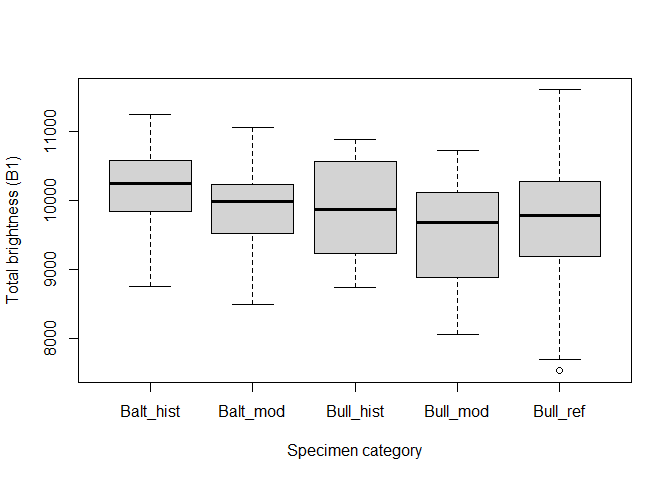 Total brightness (B1)
11000
10000
9000
8000
Balt_hist Balt_mod Bull_hist Bull_mod Bull_ref
Specimen category